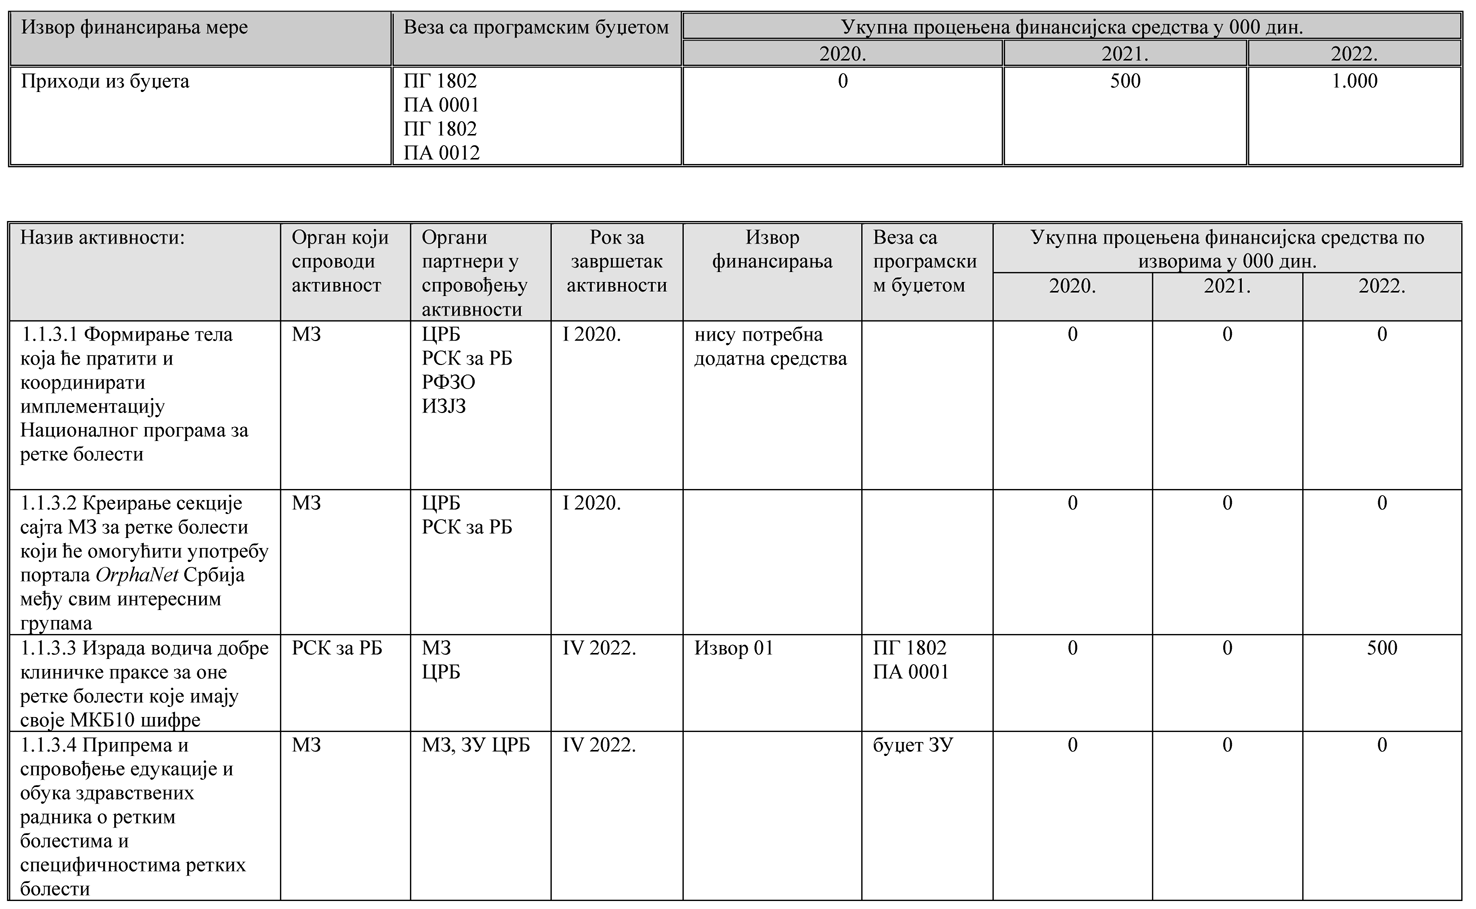 Извор финансирања мере
Веза са програмским буџетом
Укупна процењена финансијска средства у 000 дин.
2020.
2021.
2022.
Приходи из буџета
ПГ 1802
ПА 0001
ПГ 1802
ПА 0012
0
500
1.000
Назив активности:
Орган који
спроводи
активност
Органи
партнери у
спровођењу
активности
Рок за
завршетак
активности
Извор
финансирања
Веза са
програмски
м буџетом
Укупна процењена финансијска средства по
изворима у 000 дин.
2020.
2021.
2022.
1.1.3.1 Формирање тела
која ће пратити и
координирати
имплементацију
Националног програма за
ретке болести
МЗ
ЦРБ
РСК за РБ
РФЗО
ИЗЈЗ
I 2020.
нису потребна
додатна средства
0
0
0
1.1.3.2 Креирање секције
сајта МЗ за ретке болести
који ће омогућити употребу
портала OrphaNet Србија
међу свим интересним
групама
МЗ
ЦРБ
РСК за РБ
I 2020.
0
0
0
1.1.3.3 Израда водича добре
клиничке праксе за оне
ретке болести које имају
своје МКБ10 шифре
РСК за РБ
МЗ
ЦРБ
IV 2022.
Извор 01
ПГ 1802
ПА 0001
0
0
500
1.1.3.4 Припрема и
спровођење едукације и
обука здравствених
радника о ретким
болестима и
специфичностима ретких
болести
МЗ
МЗ, ЗУ ЦРБ
IV 2022.
буџет ЗУ
0
0
0